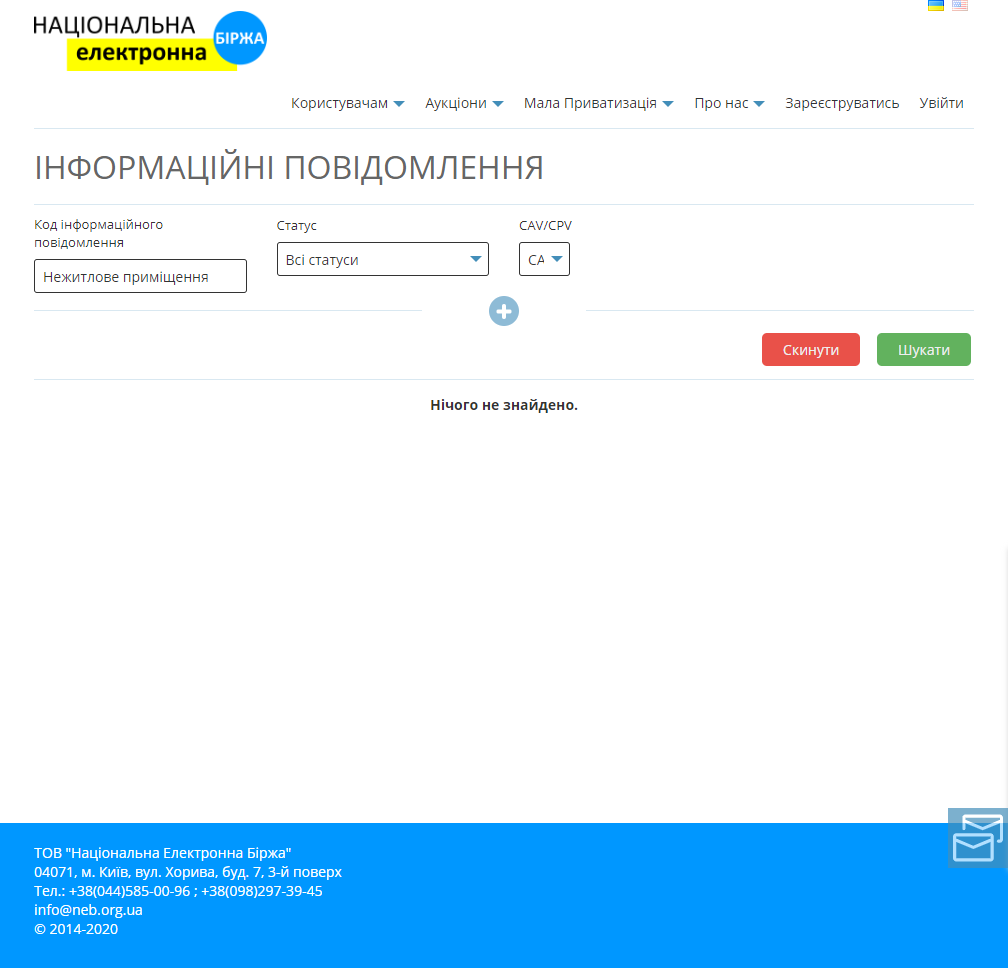 НАЦІОНАЛЬНА
електронна
БІРЖА
Користувачам Аукціони Мала Приватизація Про нас Зареєструватись Увійти
ІНФОРМАЦІЙНІ ПОВІДОМЛЕННЯ
Код інформаційного
повідомлення
Нежитлове приміщення
Статус
Всі статуси
CAV/CPV
CA
Скинути Шукати
Нічого не знайдено.
ТОВ "Національна Електронна Біржа"
04071, м. Київ, вул. Хорива, буд. 7, 3-й поверх
Тел.: +38(044)585-00-96 ; +38(098)297-39-45
info@neb.org.ua
© 2014-2020